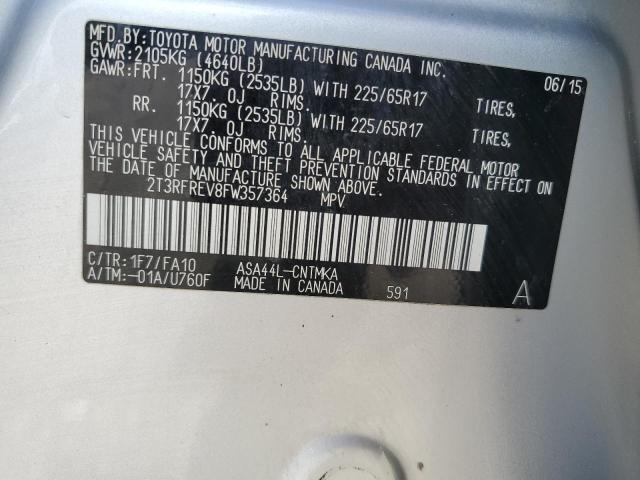 MFD.BY:TOYOTA MOTOR MANUFACTURING CANADA INC.
GVWR:2105KG (4640LB) 06/15
GAWR:FRT. 1150KG (2535LB) WITH 225/65R17 TIRES,
17X7. 0J RIMS.
RR. 1150KG (2535LB) WITH 225/65R17 TIRES,
17X7. 0J RIMS.
THIS VEHICLE CONFORMS TO ALL APPLICABLE FEDERAL MOTOR
VEHICLE SAFETY AND THEFT PREVENTION STANDARDS IN EFFECT ON
THE DATE OF MANUFACTURE SHOWN ABOVE.
2T3RFREV8FW357364 MPV
C/TR:1F7/FA10 ASA44L-CNTMKA
A/TM:-01A/U760F MADE IN CANADA 591 A